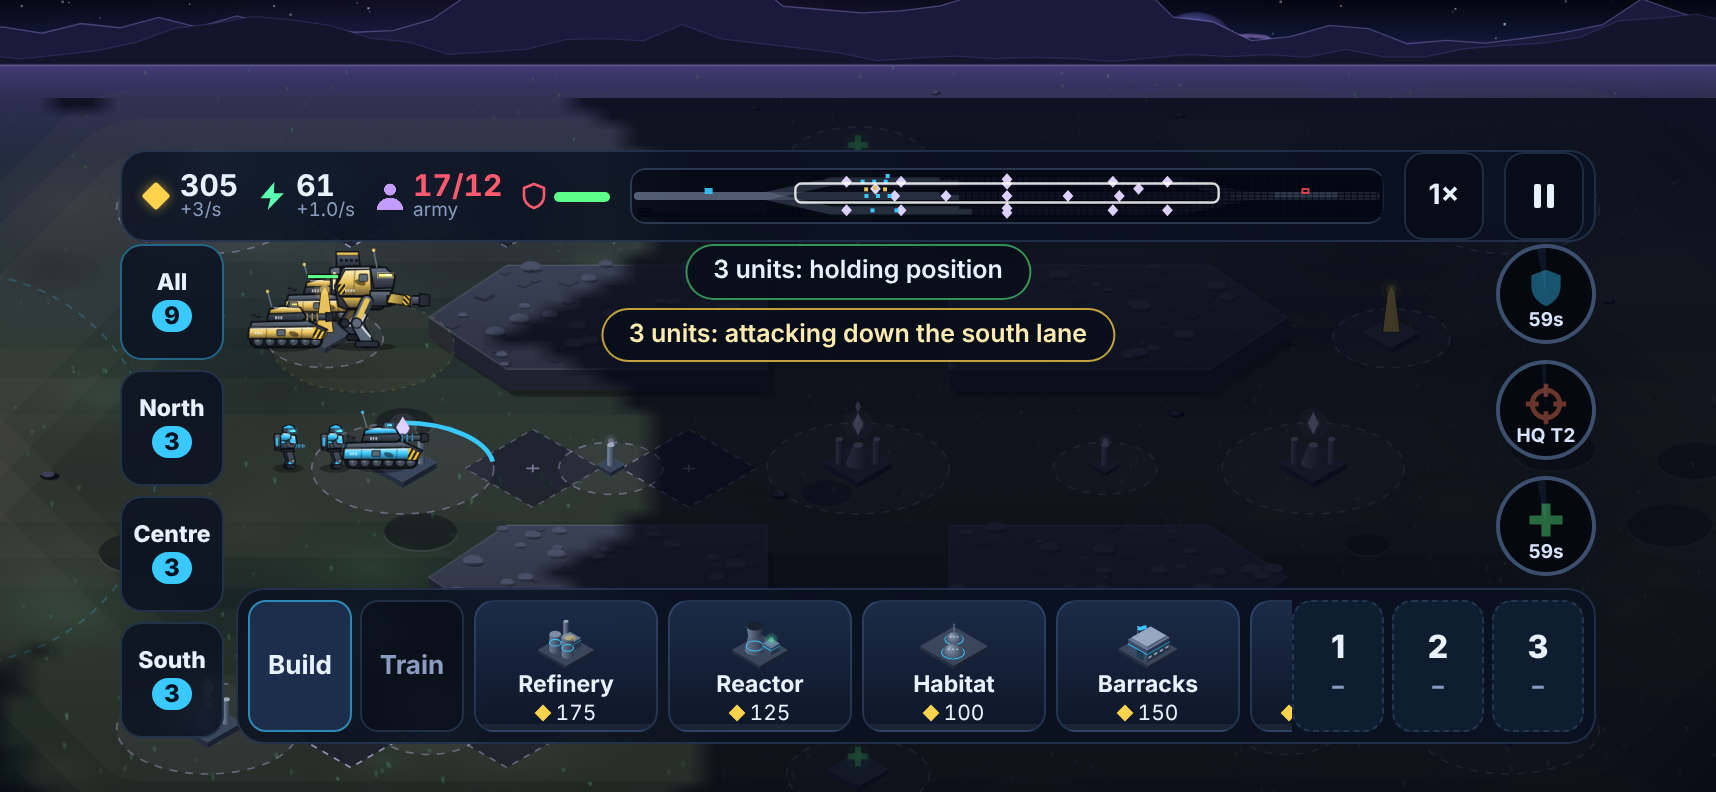 305
+3/s
61
+1.0/s
17/12
army
1×
All
9
North
3
Centre
3
South
3
3 units: holding position
3 units: attacking down the south lane
59s
HQ T2
59s
Build
Train
Refinery
175
Reactor
125
Habitat
100
Barracks
150
1
–
2
–
3
–